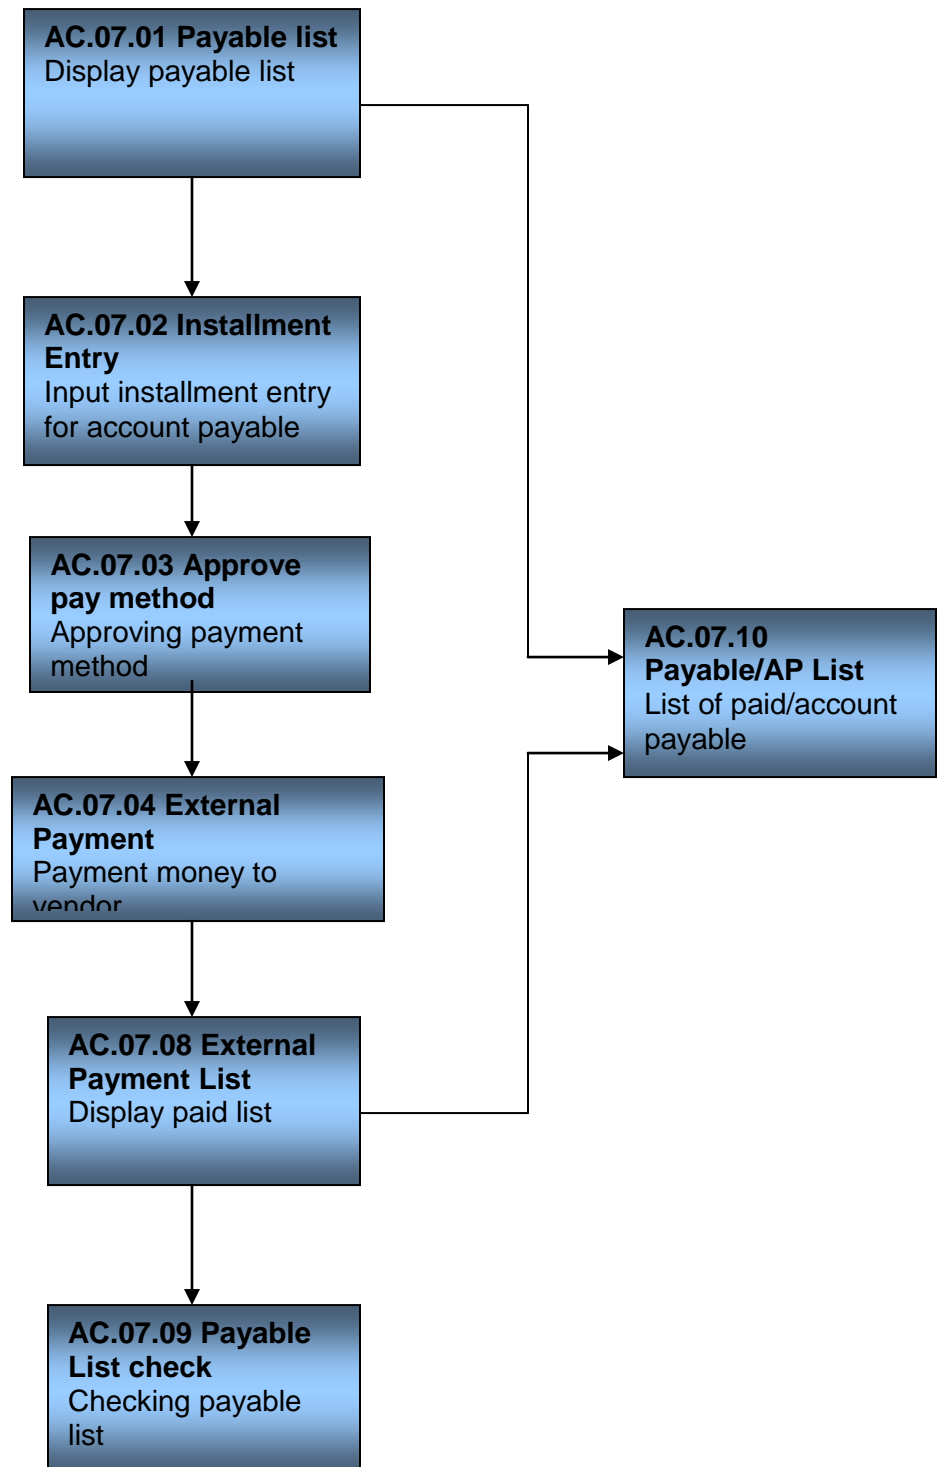 AC.07.01 Payable list
Display payable list
AC.07.02 Installment
Entry
Input installment entry
for account payable
AC.07.03 Approve
pay method
Approving payment
method
AC.07.10
Payable/AP List
List of paid/account
payable
AC.07.04 External
Payment
Payment money to
vendor
AC.07.08 External
Payment List
Display paid list
AC.07.09 Payable
List check
Checking payable
list